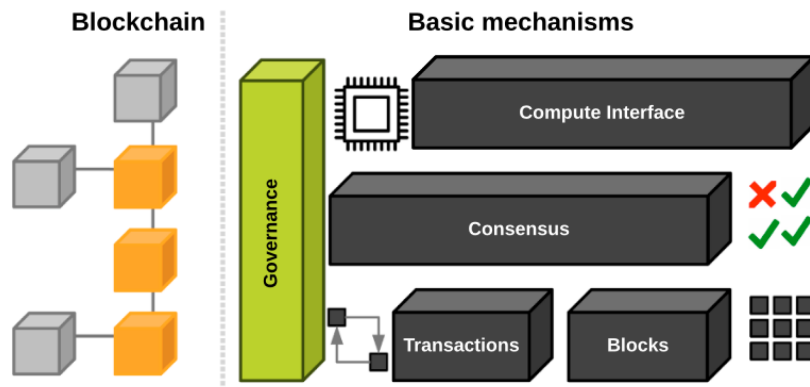 Blockchain
Basic mechanisms
Governance
Compute Interface
Consensus
Transactions
Blocks